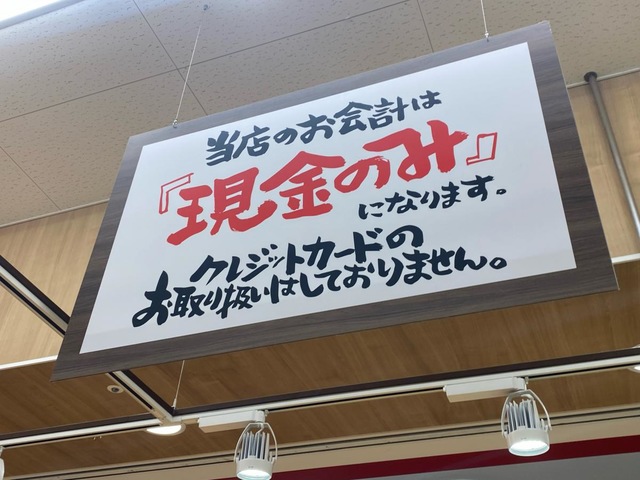 当店のお会計は
『現金のみ』
になります。
クレジットカードの
お取り扱いはしておりません。